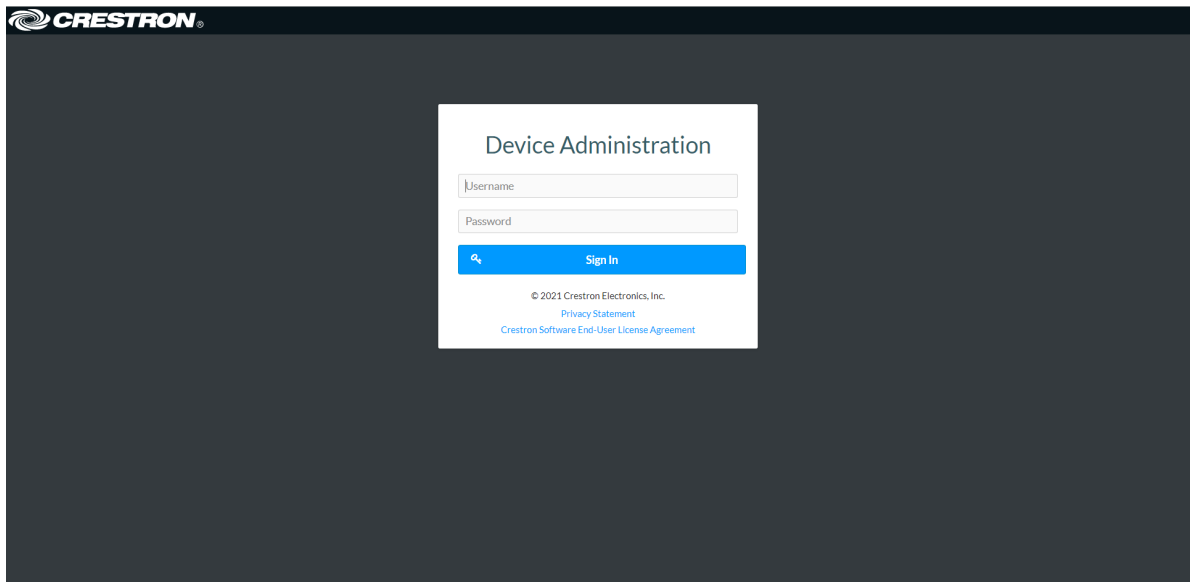 CRESTRON®
Device Administration
Username
Password
Sign In
© 2021 Crestron Electronics, Inc.
Privacy Statement
Crestron Software End-User License Agreement